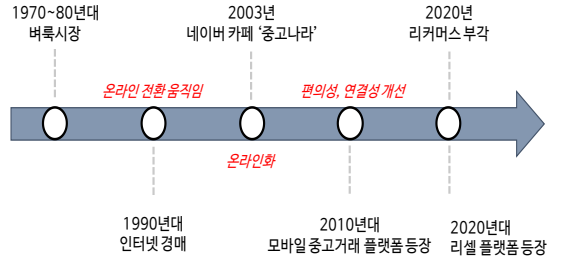 1970~80년대
벼룩시장
2003년
네이버 카페 ‘중고나라’
2020년
리커머스 부각
온라인 전환 움직임
편의성, 연결성 개선
온라인화
1990년대
인터넷 경매
2010년대
모바일 중고거래 플랫폼 등장
2020년대
리셀 플랫폼 등장